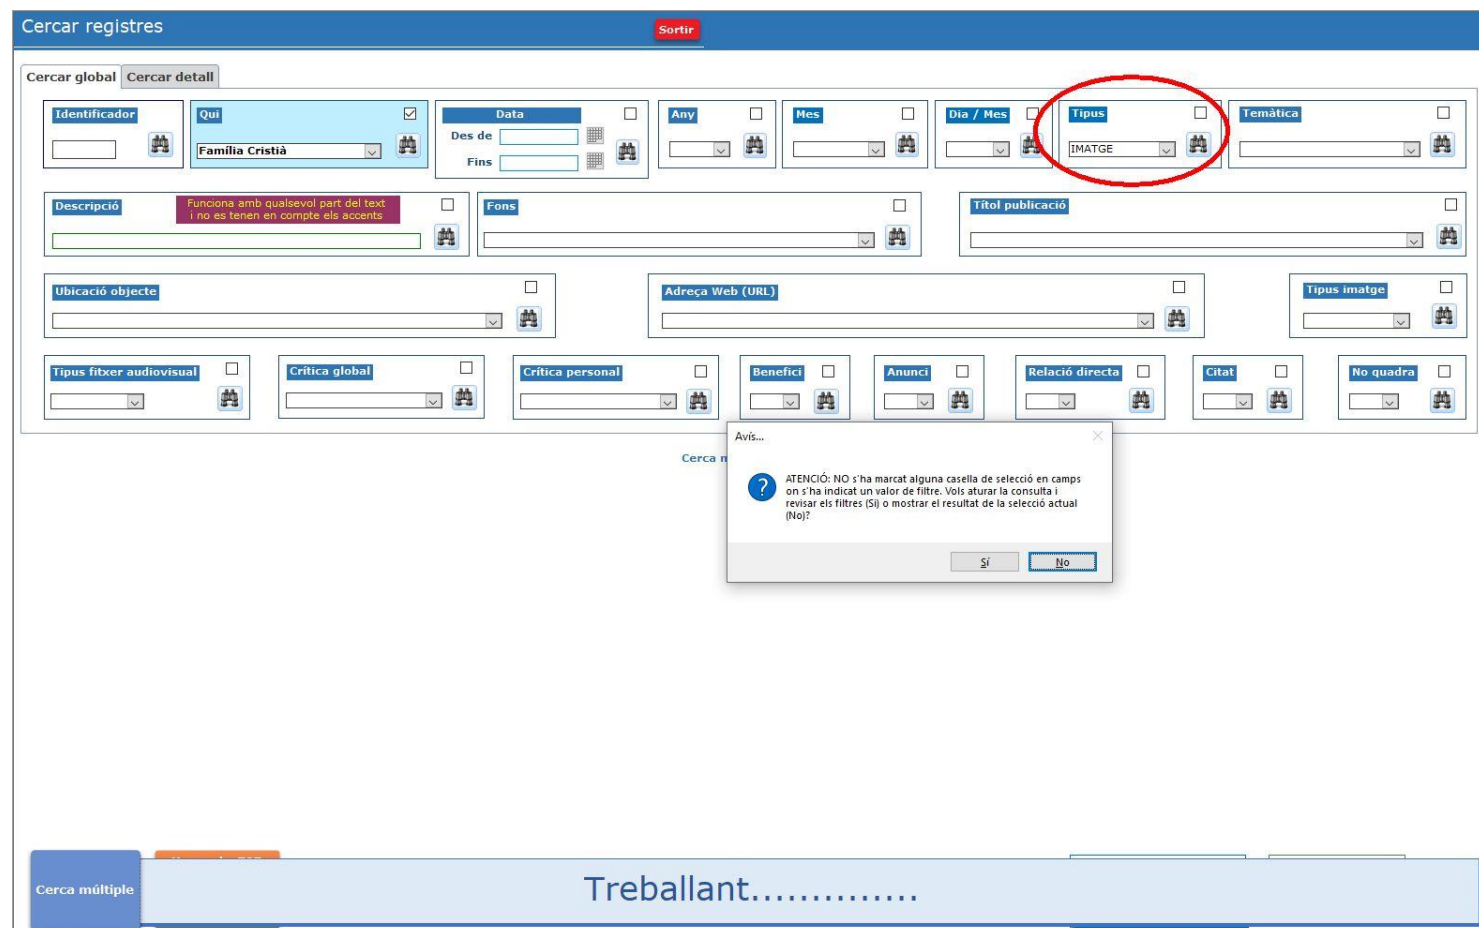 Cercar registres
Sortir
Cercar global
Cercar detall
Identificador
Qui
Família Cristià
Data
Des de
Fins
Any
Mes
Dia / Mes
Tipus
IMATGE
Temàtica
Descripció
Funciona amb qualsevol part del text
i no es tenen en compte els accents
Fons
Títol publicació
Ubicació objecte
Adreça Web (URL)
Tipus imatge
Tipus fitxer audiovisual
Crítica global
Crítica personal
Benefici
Anunci
Relació directa
Citat
No quadra
Cerca
Avís...
ATENCIÓ: NO s'ha marcat alguna casella de selecció en camps
on s'ha indicat un valor de filtre. Vols aturar la consulta i
revisar els filtres (Si) o mostrar el resultat de la selecció actual
(No)?
Sí
No
Cerca múltiple
Treballant..............